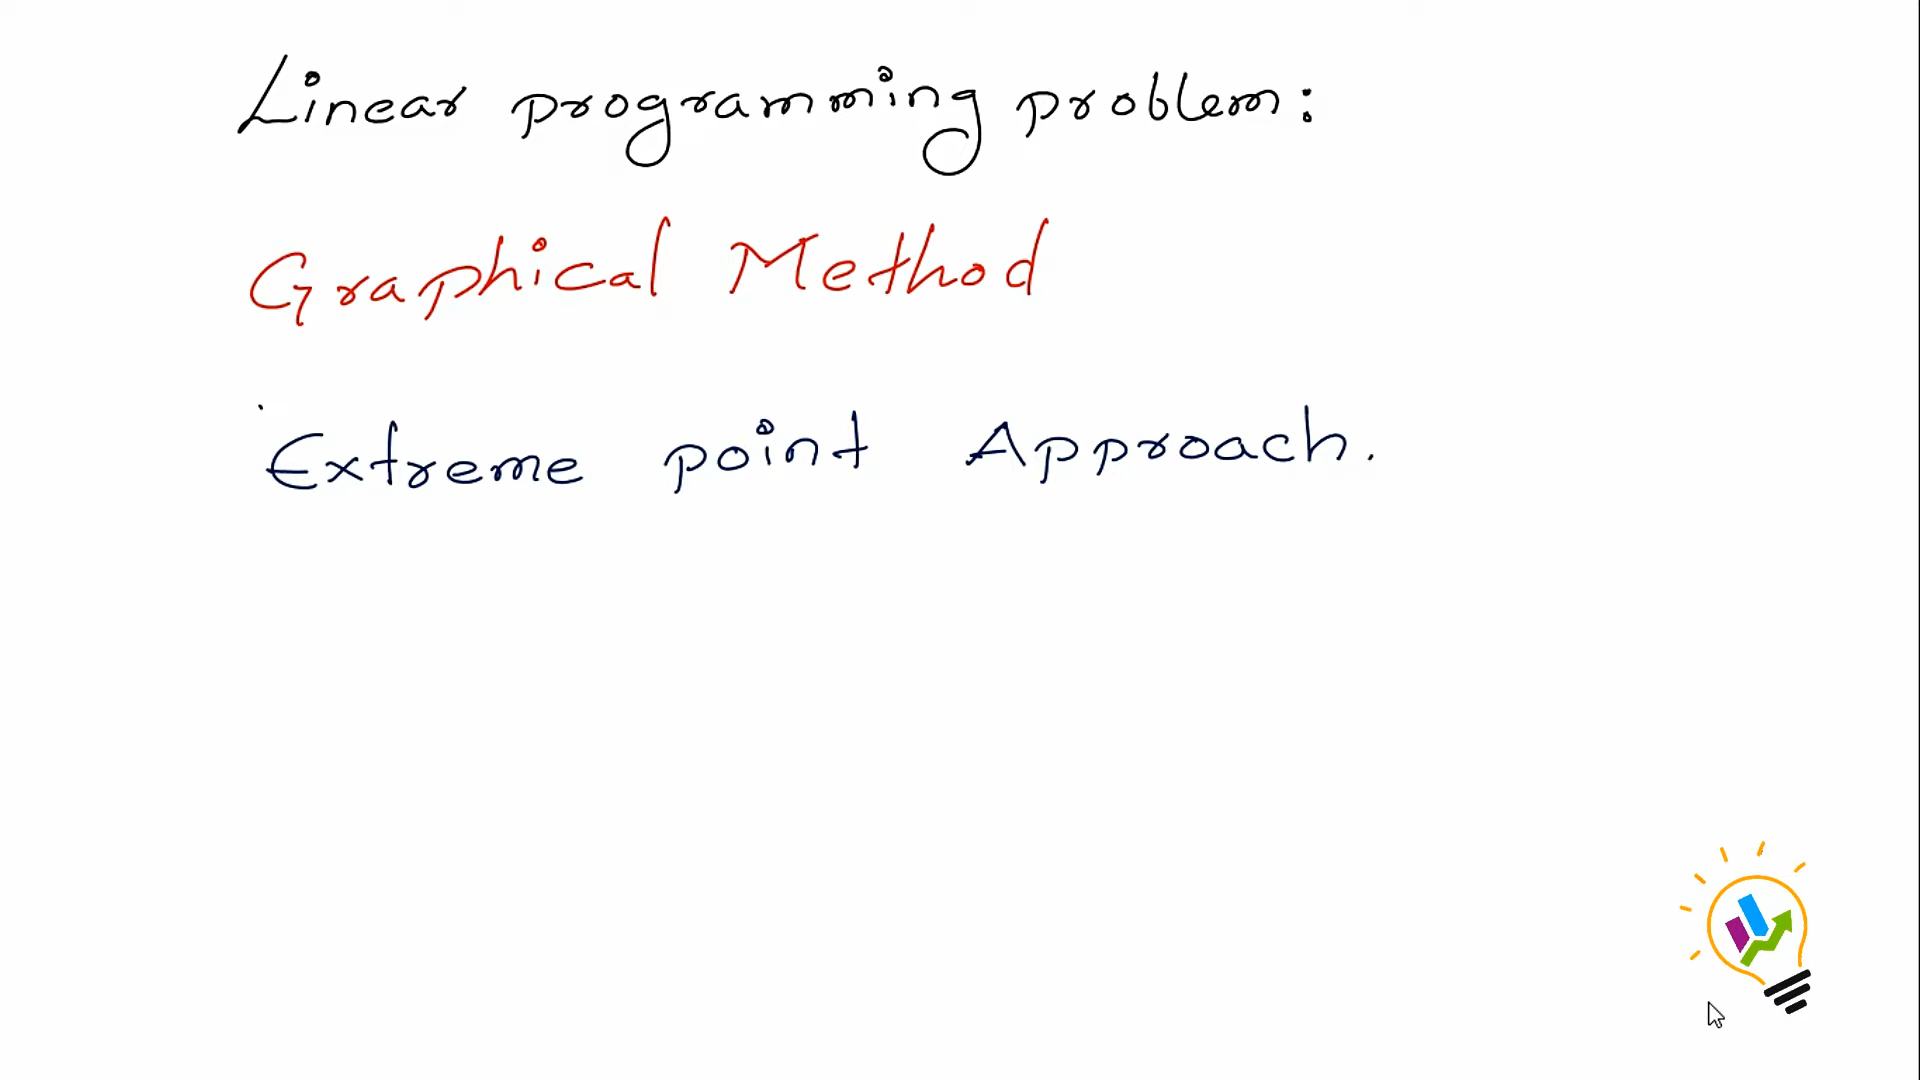 Linear programming problem:
Graphical Method
Extreme point Approach.